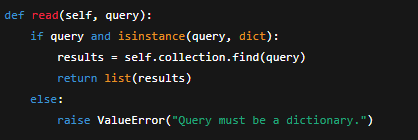 def read(self, query):
    if query and isinstance(query, dict):
        results = self.collection.find(query)
        return list(results)
    else:
        raise ValueError("Query must be a dictionary.")